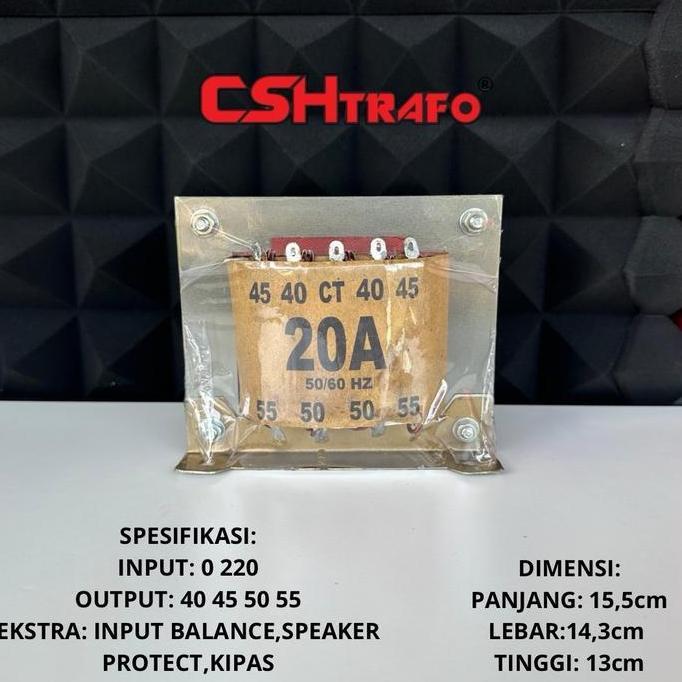 CSHTRAFO®
45 40 CT 40 45
20A
50/60 HZ
55 50 50 55
SPESIFIKASI:
INPUT: 0 220
OUTPUT: 40 45 50 55
EKSTRA: INPUT BALANCE,SPEAKER
PROTECT,KIPAS
DIMENSI:
PANJANG: 15,5cm
LEBAR:14,3cm
TINGGI: 13cm